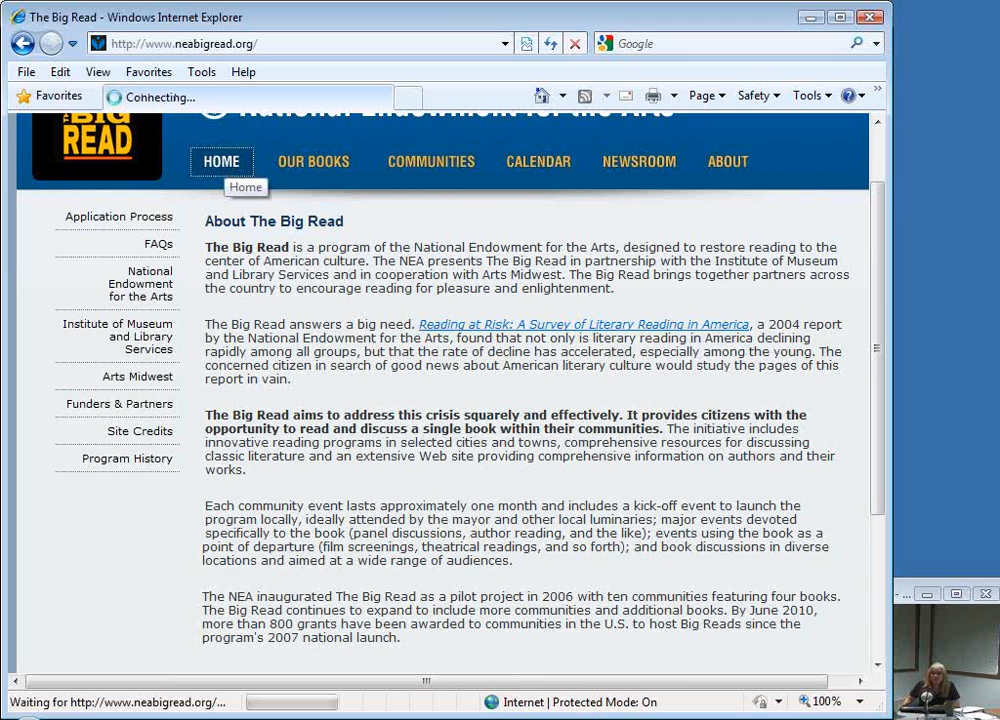 The Big Read - Windows Internet Explorer
http://www.neabigread.org/
Google
File Edit View Favorites Tools Help
Favorites Connecting... Page Safety Tools
THE BIG READ
National Endowment for the Arts
HOME OUR BOOKS COMMUNITIES CALENDAR NEWSROOM ABOUT
Home
Application Process
FAQs
National
Endowment
for the Arts
Institute of Museum
and Library
Services
Arts Midwest
Funders & Partners
Site Credits
Program History
About The Big Read
The Big Read is a program of the National Endowment for the Arts, designed to restore reading to the
center of American culture. The NEA presents The Big Read in partnership with the Institute of Museum
and Library Services and in cooperation with Arts Midwest. The Big Read brings together partners across
the country to encourage reading for pleasure and enlightenment.
The Big Read answers a big need. Reading at Risk: A Survey of Literary Reading in America, a 2004 report
by the National Endowment for the Arts, found that not only is literary reading in America declining
rapidly among all groups, but that the rate of decline has accelerated, especially among the young. The
concerned citizen in search of good news about American literary culture would study the pages of this
report in vain.
The Big Read aims to address this crisis squarely and effectively. It provides citizens with the
opportunity to read and discuss a single book within their communities. The initiative includes
innovative reading programs in selected cities and towns, comprehensive resources for discussing
classic literature and an extensive Web site providing comprehensive information on authors and their
works.
Each community event lasts approximately one month and includes a kick-off event to launch the
program locally, ideally attended by the mayor and other local luminaries; major events devoted
specifically to the book (panel discussions, author reading, and the like); events using the book as a
point of departure (film screenings, theatrical readings, and so forth); and book discussions in diverse
locations and aimed at a wide range of audiences.
The NEA inaugurated The Big Read as a pilot project in 2006 with ten communities featuring four books.
The Big Read continues to expand to include more communities and additional books. By June 2010,
more than 800 grants have been awarded to communities in the U.S. to host Big Reads since the
program's 2007 national launch.
Waiting for http://www.neabigread.org/... Internet | Protected Mode: On 100%
- ...